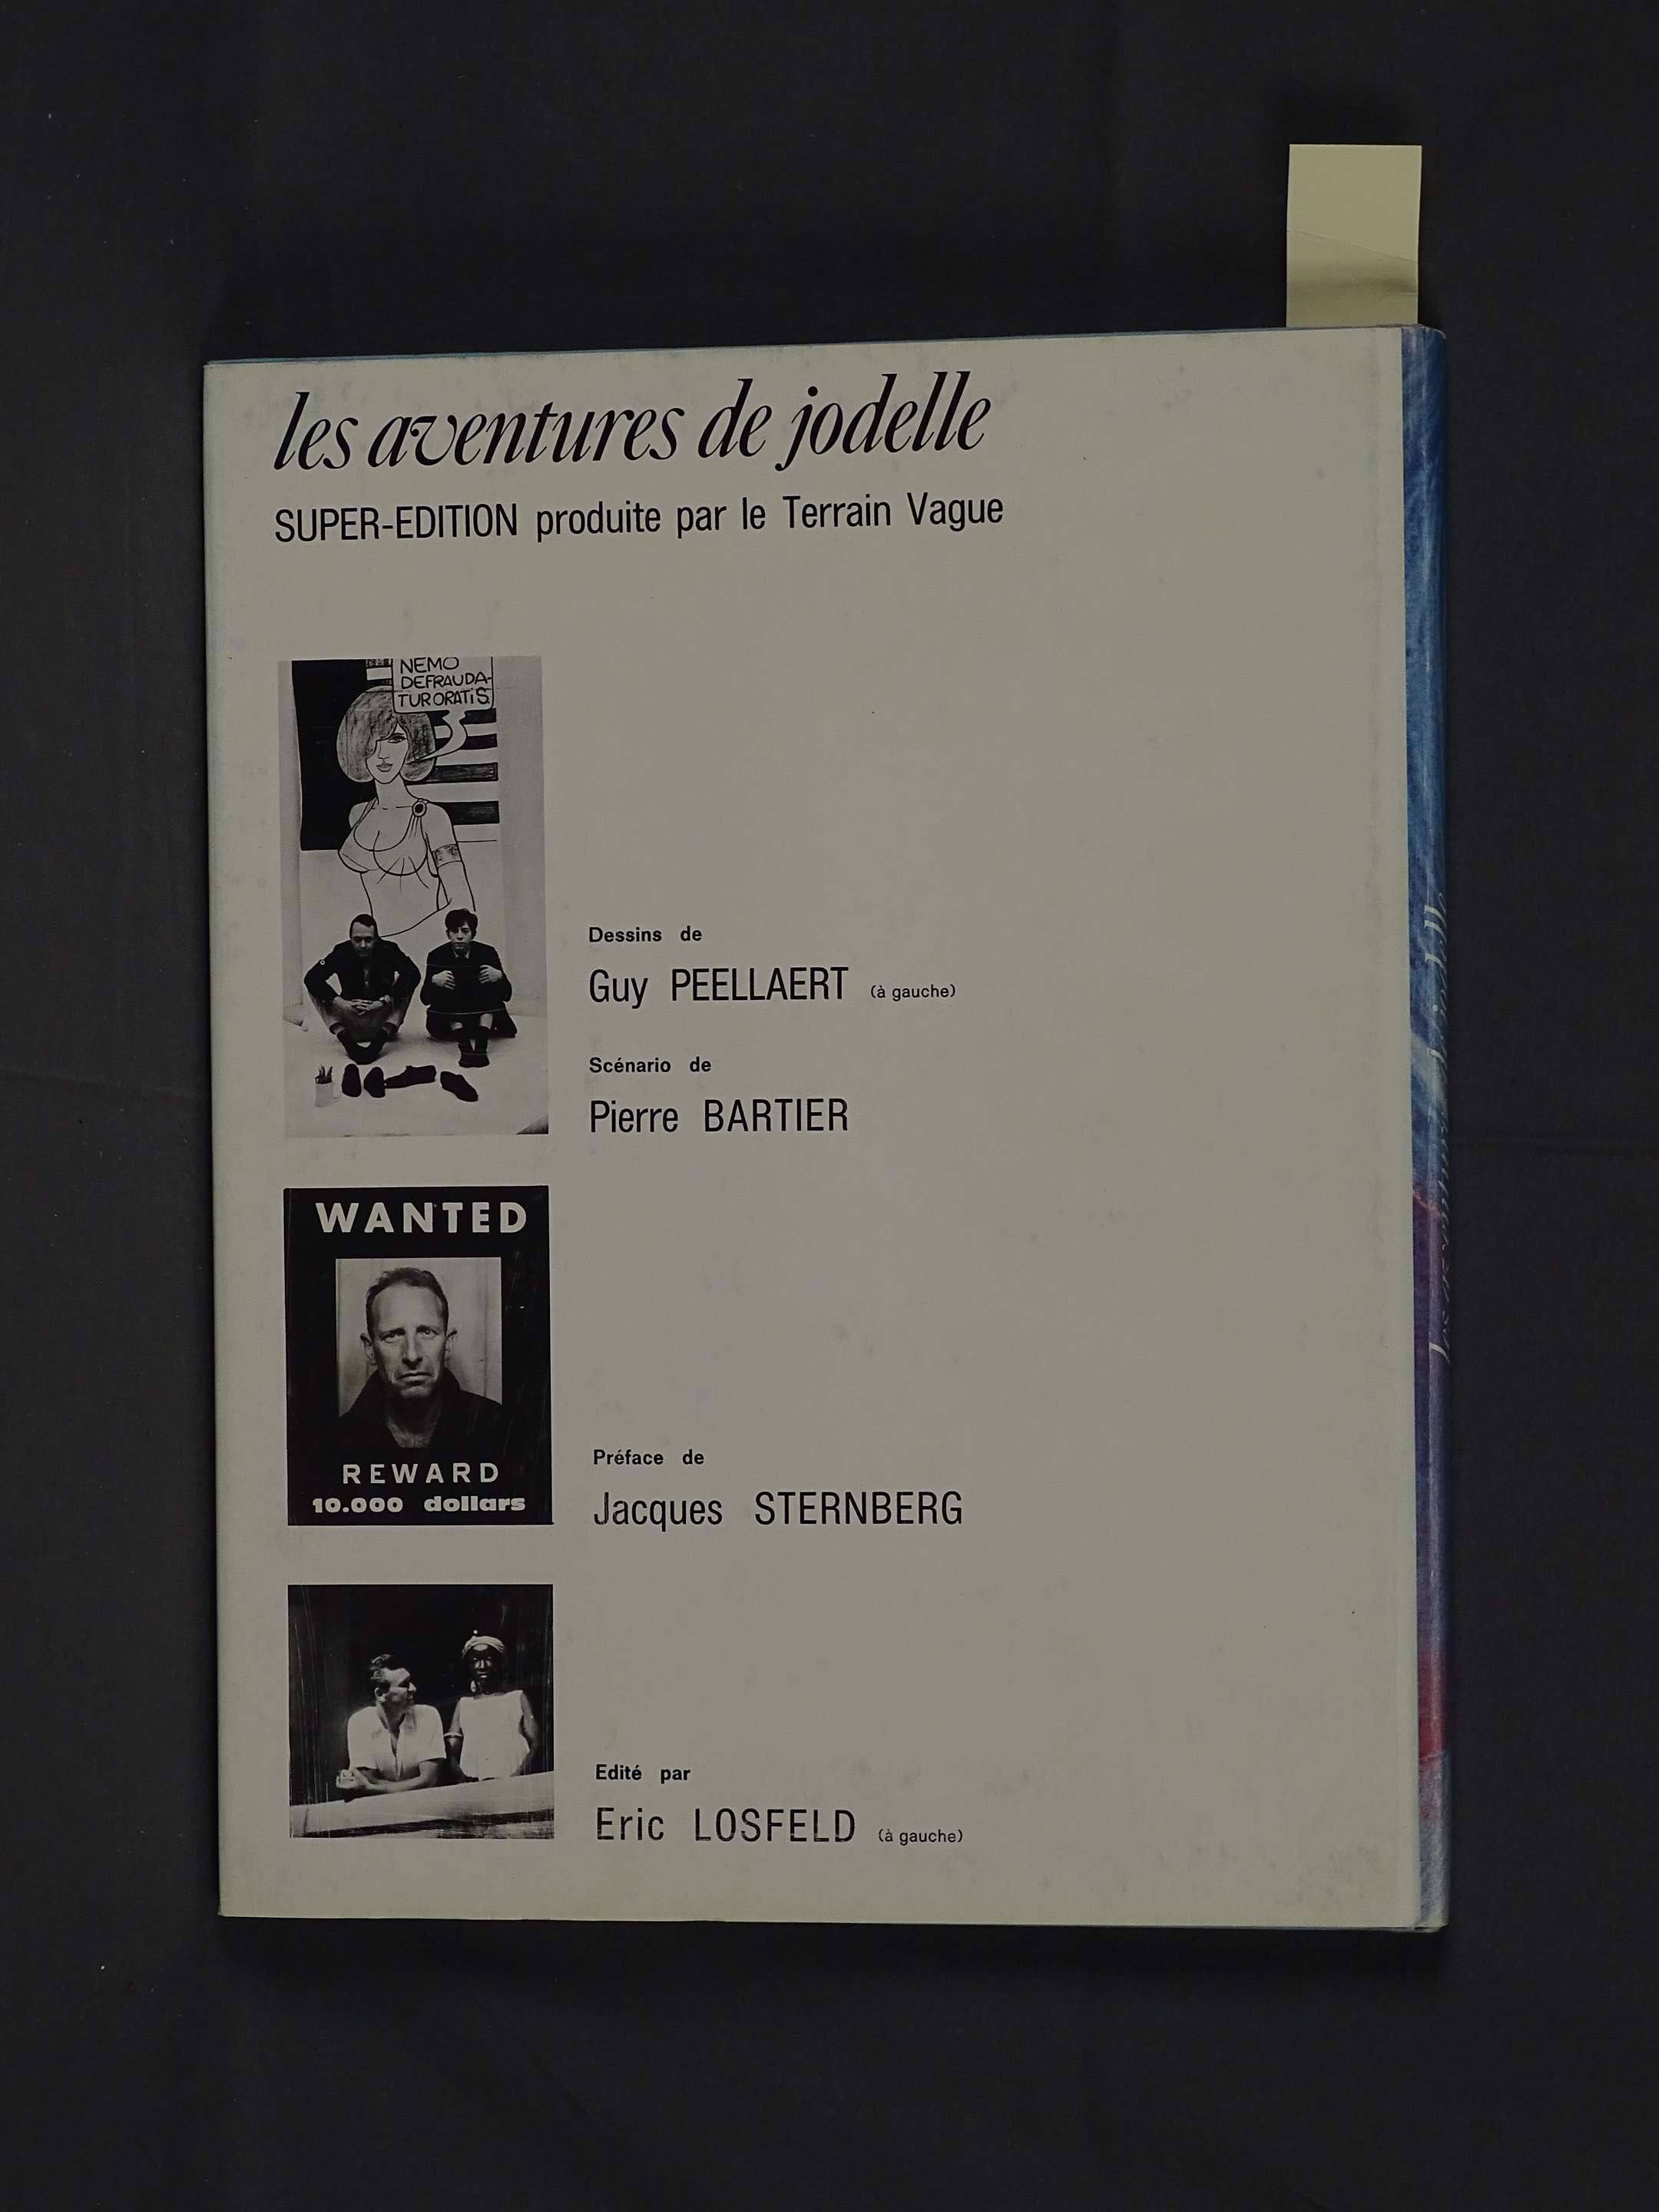 les aventures de jodelle
SUPER-EDITION produite par le Terrain Vague
NEMO
DEFRAUDA-
TUR ORATIS
Dessins de
Guy PEELLAERT (à gauche)
Scénario de
Pierre BARTIER
WANTED
REWARD
10.000 dollars
Préface de
Jacques STERNBERG
Edité par
Eric LOSFELD (à gauche)